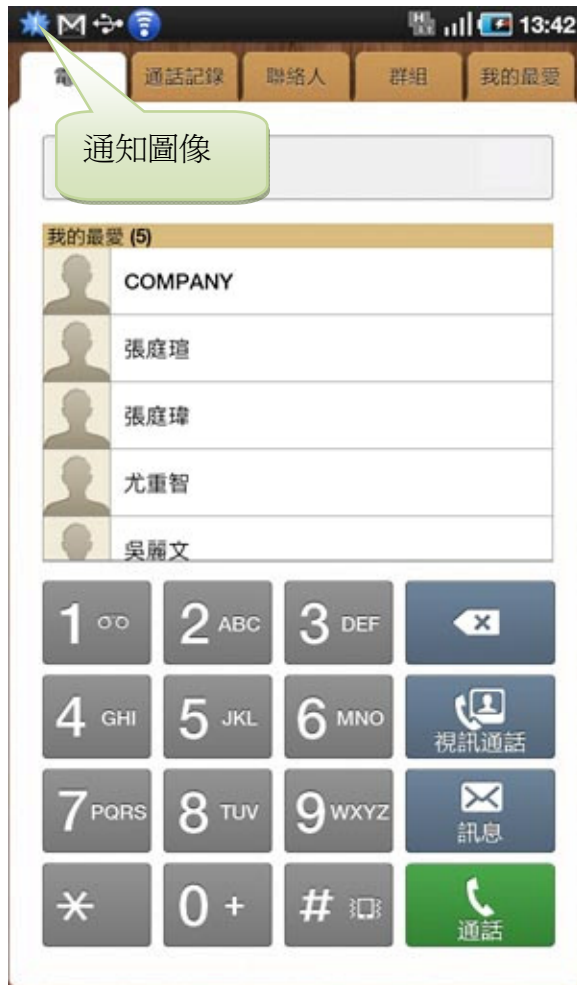 13:42
通話記錄 聯絡人 群組 我的最愛
通知圖像
我的最愛 (5)
COMPANY
張庭瑄
張庭瑋
尤重智
吳麗文
1 2 ABC 3 DEF
4 GHI 5 JKL 6 MNO 視訊通話
7 PQRS 8 TUV 9 WXYZ 訊息
* 0 + # 通話